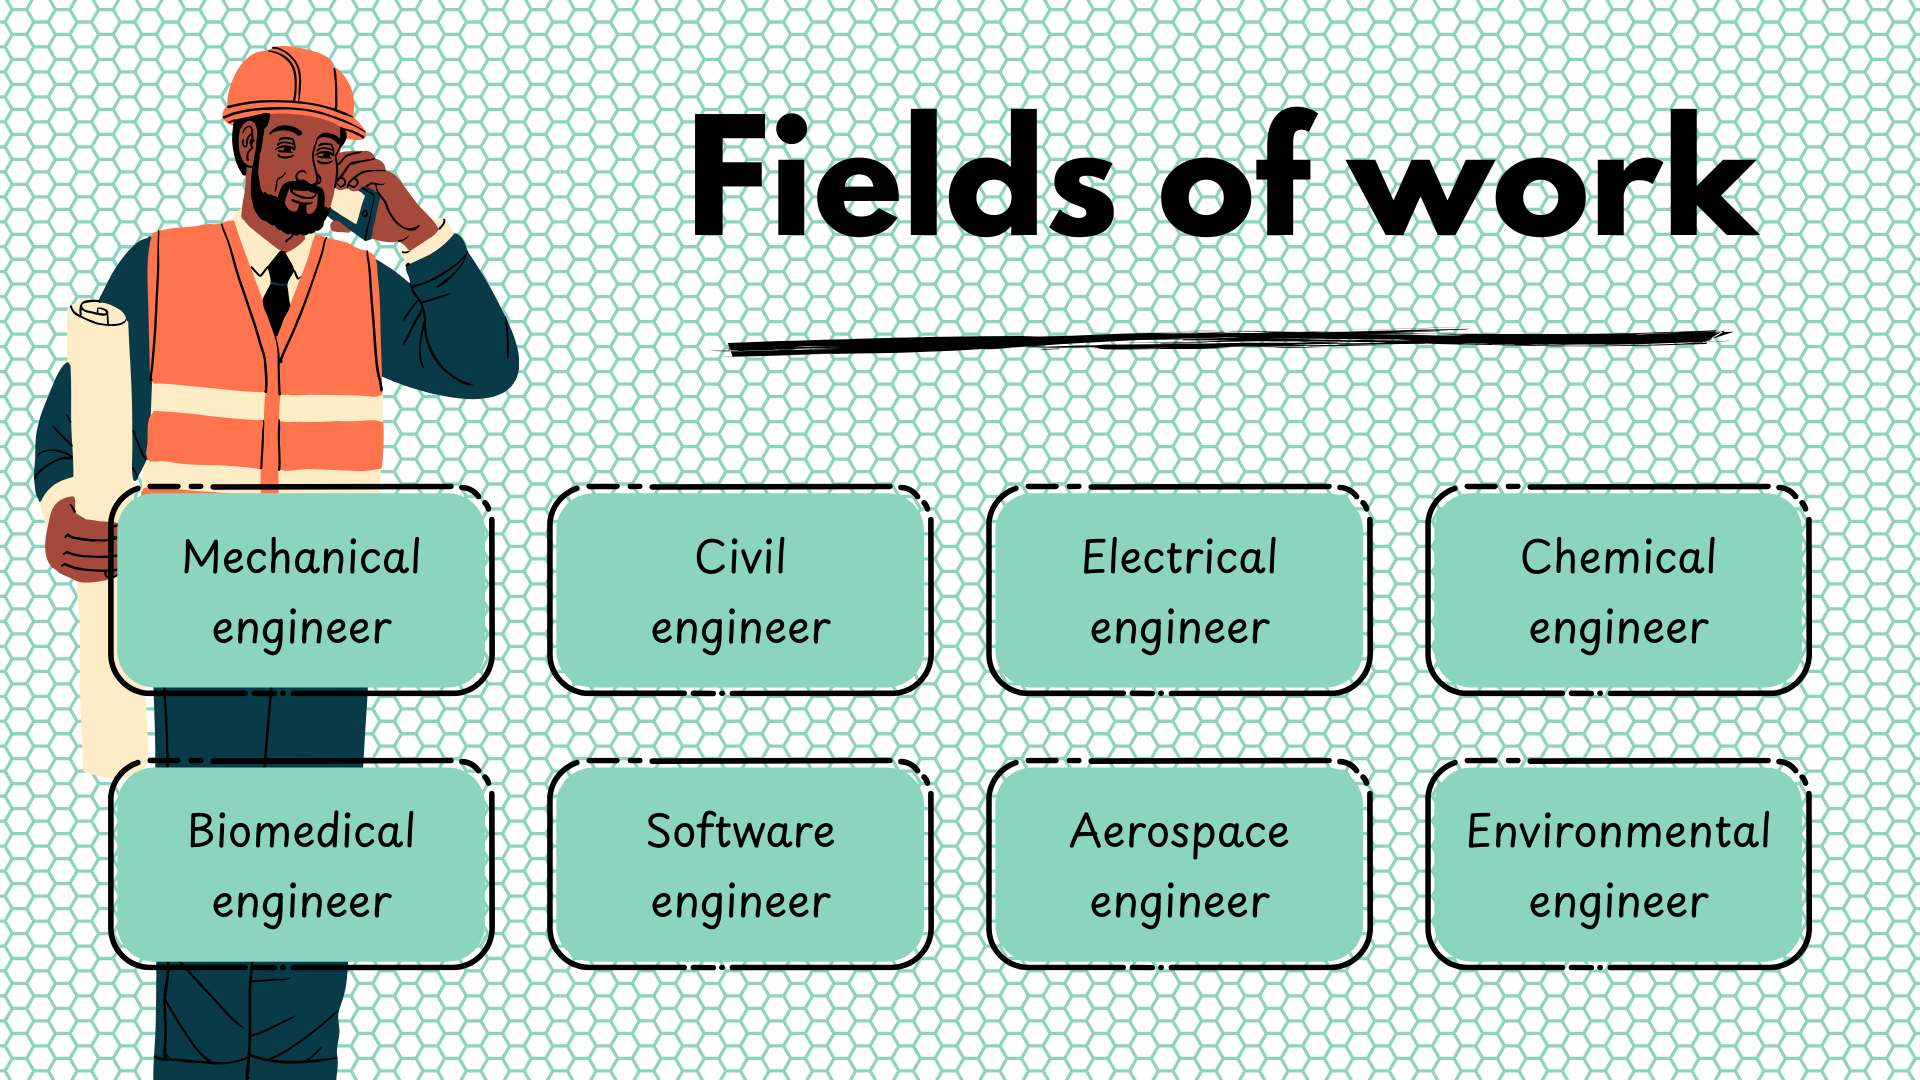 Fields of work
Mechanical
engineer
Civil
engineer
Electrical
engineer
Chemical
engineer
Biomedical
engineer
Software
engineer
Aerospace
engineer
Environmental
engineer